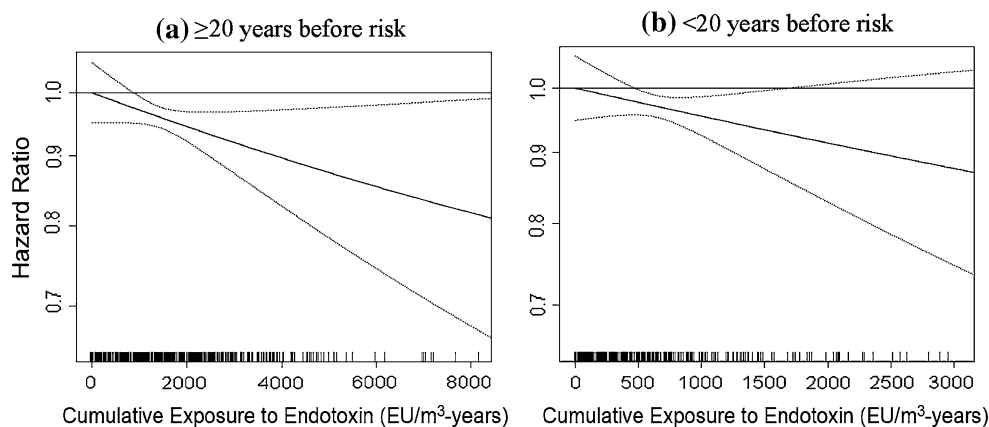 (a) ≥20 years before risk
(b) <20 years before risk
Hazard Ratio
1.0
0.9
0.8
0.7
0 2000 4000 6000 8000
Cumulative Exposure to Endotoxin (EU/m³-years)
1.0
0.9
0.8
0.7
0 500 1000 1500 2000 2500 3000
Cumulative Exposure to Endotoxin (EU/m³-years)